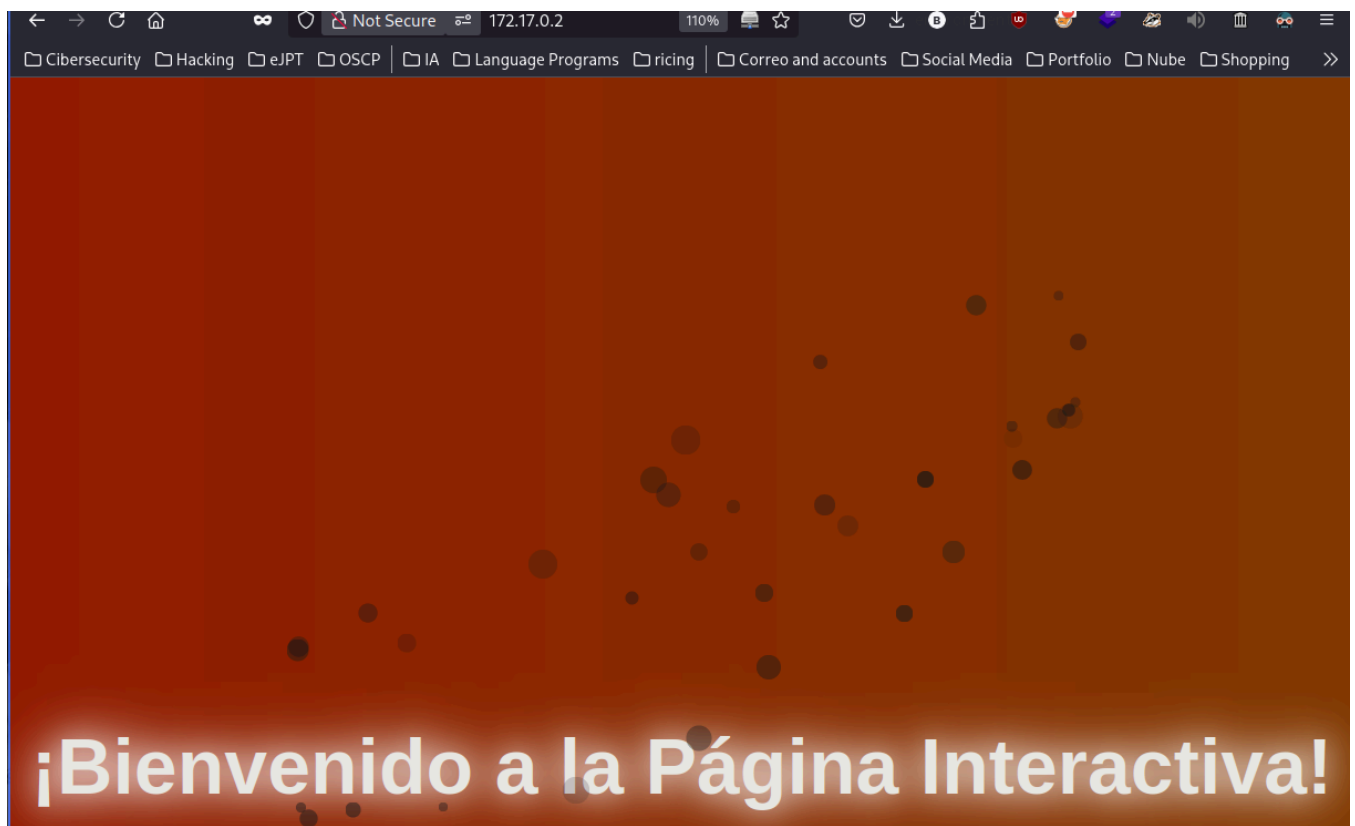 Not Secure 172.17.0.2 110%
Cibersecurity Hacking eJPT OSCP IA Language Programs ricing Correo and accounts Social Media Portfolio Nube Shopping
¡Bienvenido a la Página Interactiva!